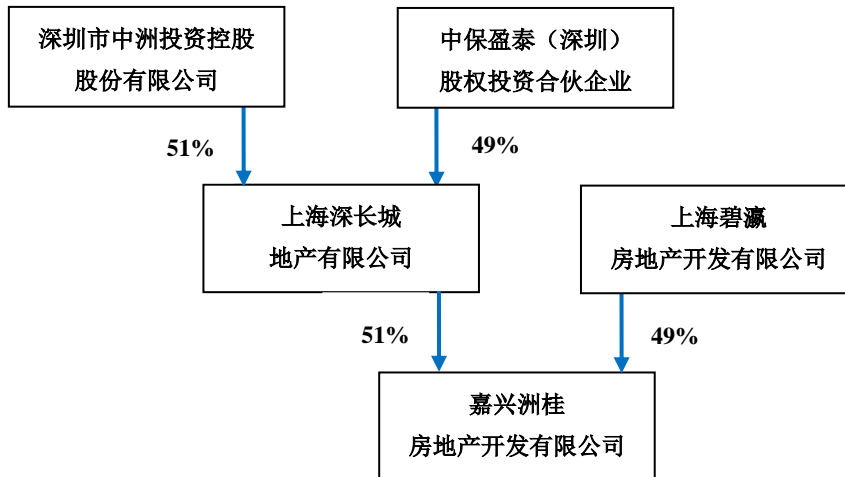 深圳市中洲投资控股
股份有限公司
中保盈泰（深圳）
股权投资合伙企业
51%
49%
上海深长城
地产有限公司
上海碧瀛
房地产开发有限公司
51%
49%
嘉兴洲桂
房地产开发有限公司